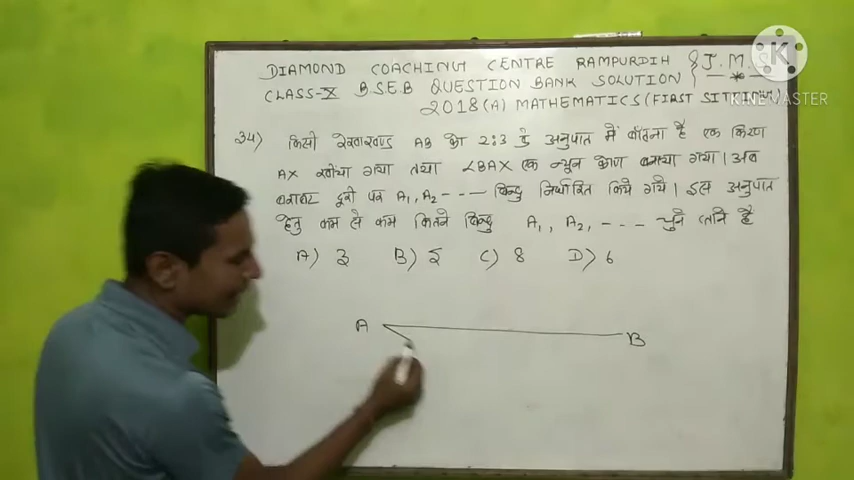 DIAMOND COACHING CENTRE RAMPURDIH
CLASS-X B.S.E.B QUESTION BANK SOLUTION
2018(A) MATHEMATICS (FIRST SITTING)
J.M.S
KINEMASTER
34) किसी रेखाखण्ड AB को 2:3 के अनुपात में बाँटना है एक किरण
AX खींचा गया तथा ∠BAX एक न्यून कोण बनाया गया। अब
बराबर दूरी पर A₁, A₂ --- बिन्दु निर्धारित किये गये। इस अनुपात
हेतु कम से कम कितने बिन्दु A₁, A₂, --- चुने जाते है
A) 3 B) 5 C) 8 D) 6
A
B